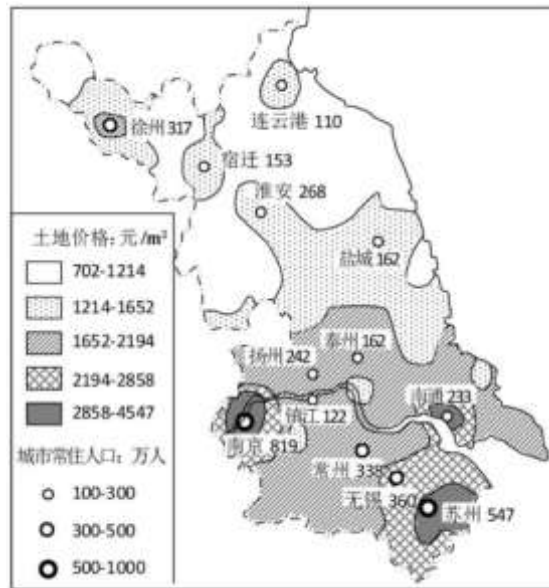 连云港 110
徐州 317
宿迁 153
淮安 268
盐城 162
土地价格：元/m²
702-1214
1214-1652
1652-2194
2194-2858
2858-4547
泰州 162
扬州 242
镇江 122
南通 233
南京 819
常州 338
无锡 360
苏州 547
城市常住人口：万人
100-300
300-500
500-1000